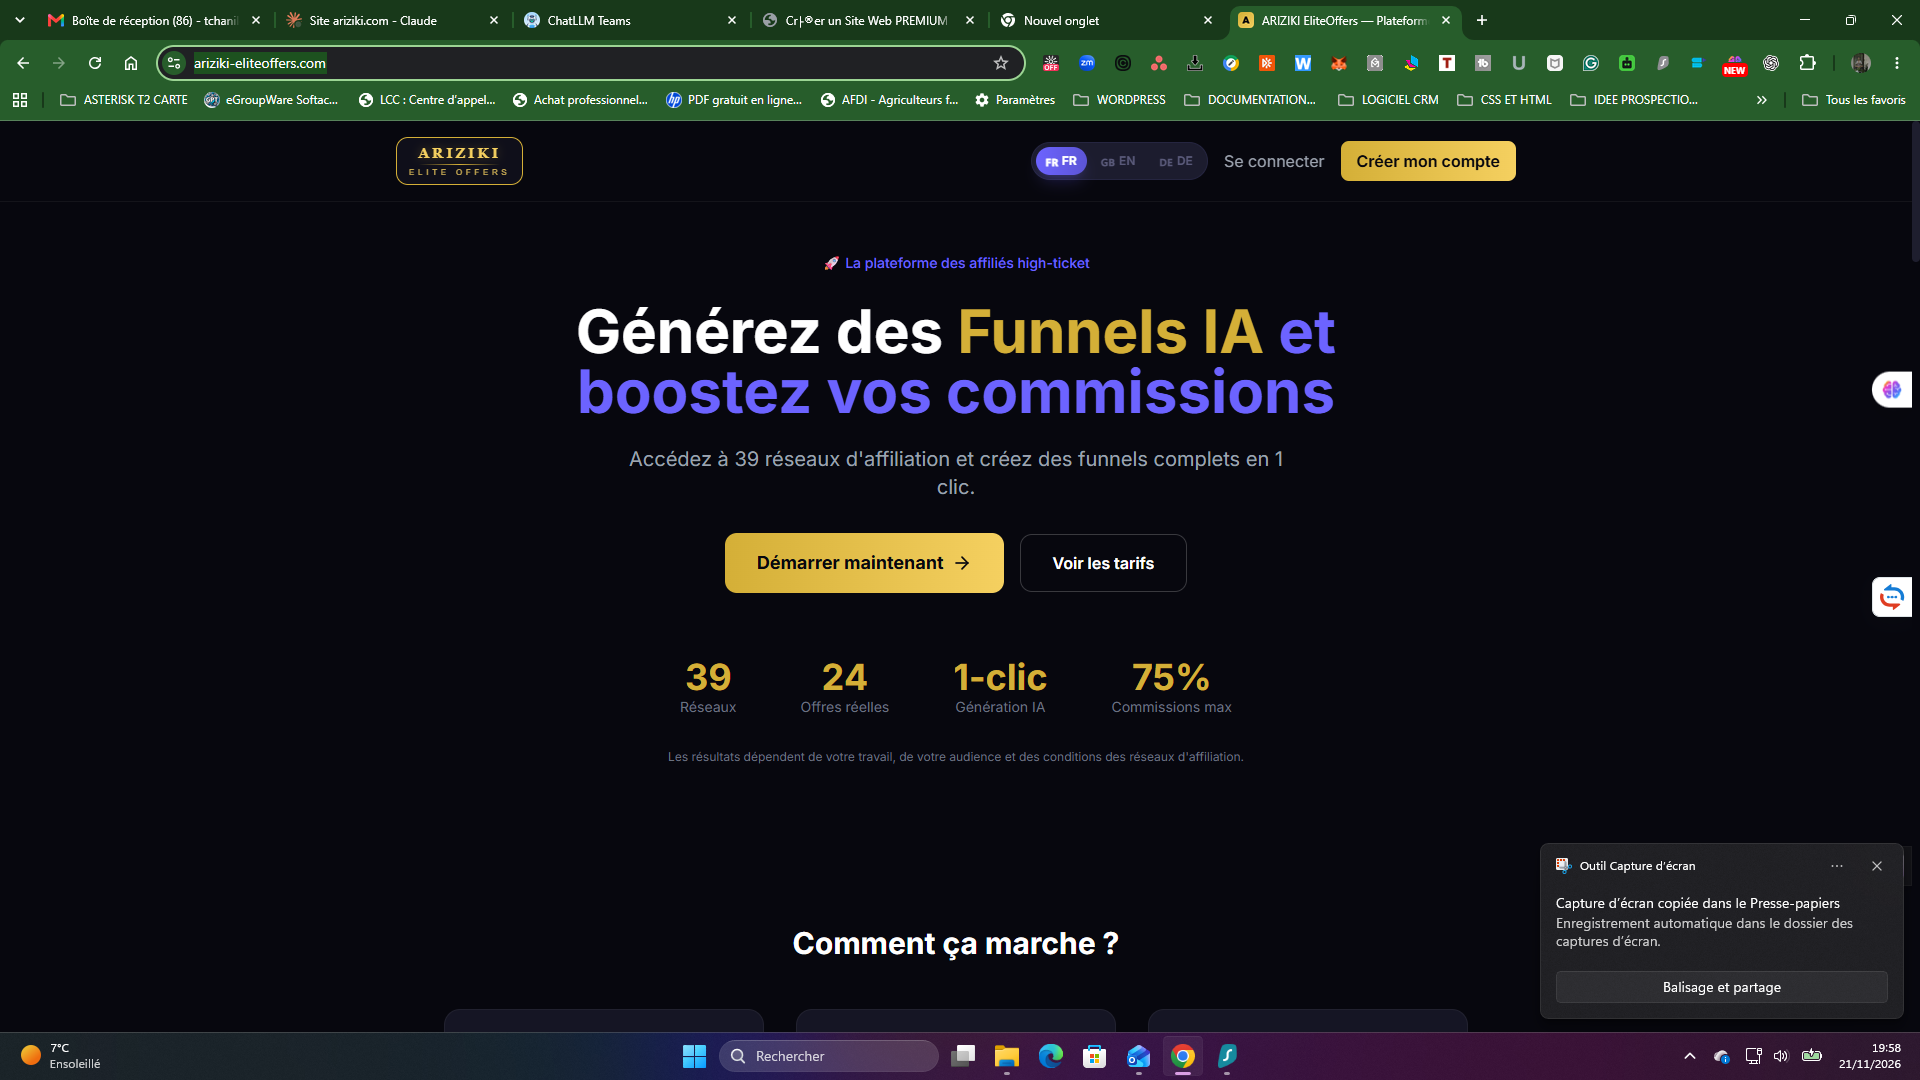 Boîte de réception (86) - tchanil
Site ariziki.com - Claude
ChatLLM Teams
Cr├®er un Site Web PREMIUM
Nouvel onglet
ARIZIKI EliteOffers — Plateform
ariziki-eliteoffers.com
OFF
zm
NEW
ASTERISK T2 CARTE
eGroupWare Softac...
LCC : Centre d'appel...
Achat professionnel...
PDF gratuit en ligne...
AFDI - Agriculteurs f...
Paramètres
WORDPRESS
DOCUMENTATION...
LOGICIEL CRM
CSS ET HTML
IDEE PROSPECTIO...
Tous les favoris
ARIZIKI
ELITE OFFERS
FR FR
GB EN
DE DE
Se connecter
Créer mon compte
🚀 La plateforme des affiliés high-ticket
Générez des Funnels IA et
boostez vos commissions
Accédez à 39 réseaux d'affiliation et créez des funnels complets en 1
clic.
Démarrer maintenant →
Voir les tarifs
39
Réseaux
24
Offres réelles
1-clic
Génération IA
75%
Commissions max
Les résultats dépendent de votre travail, de votre audience et des conditions des réseaux d'affiliation.
Comment ça marche ?
Outil Capture d'écran
Capture d'écran copiée dans le Presse-papiers
Enregistrement automatique dans le dossier des
captures d'écran.
Balisage et partage
7°C
Ensoleillé
Rechercher
19:58
21/11/2026